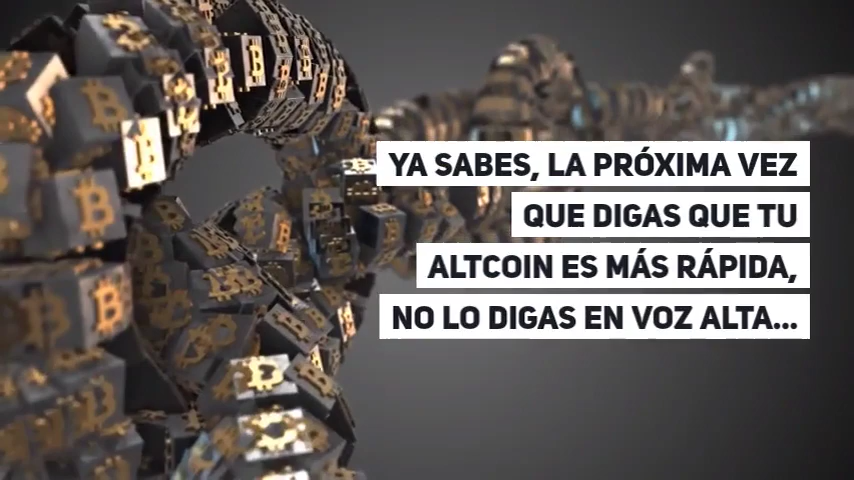 YA SABES, LA PRÓXIMA VEZ
QUE DIGAS QUE TU
ALTCOIN ES MÁS RÁPIDA,
NO LO DIGAS EN VOZ ALTA...